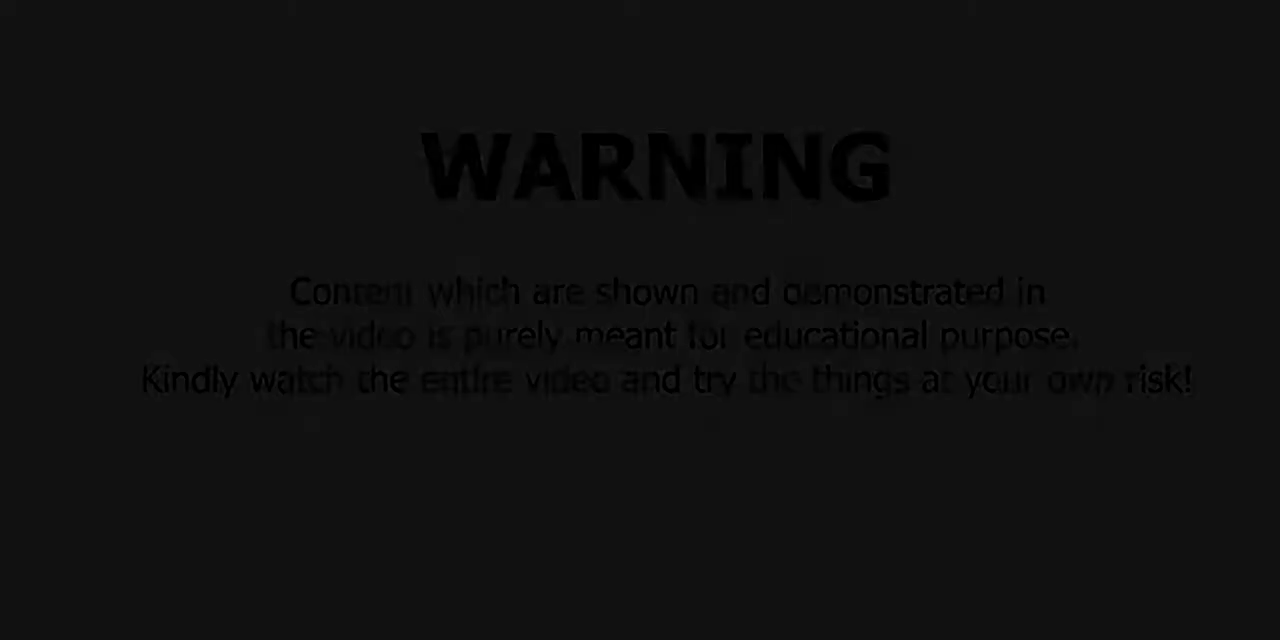 WARNING
Content which are shown and demonstrated in
the video is purely meant for educational purpose.
Kindly watch the entire video and try the things at your own risk!